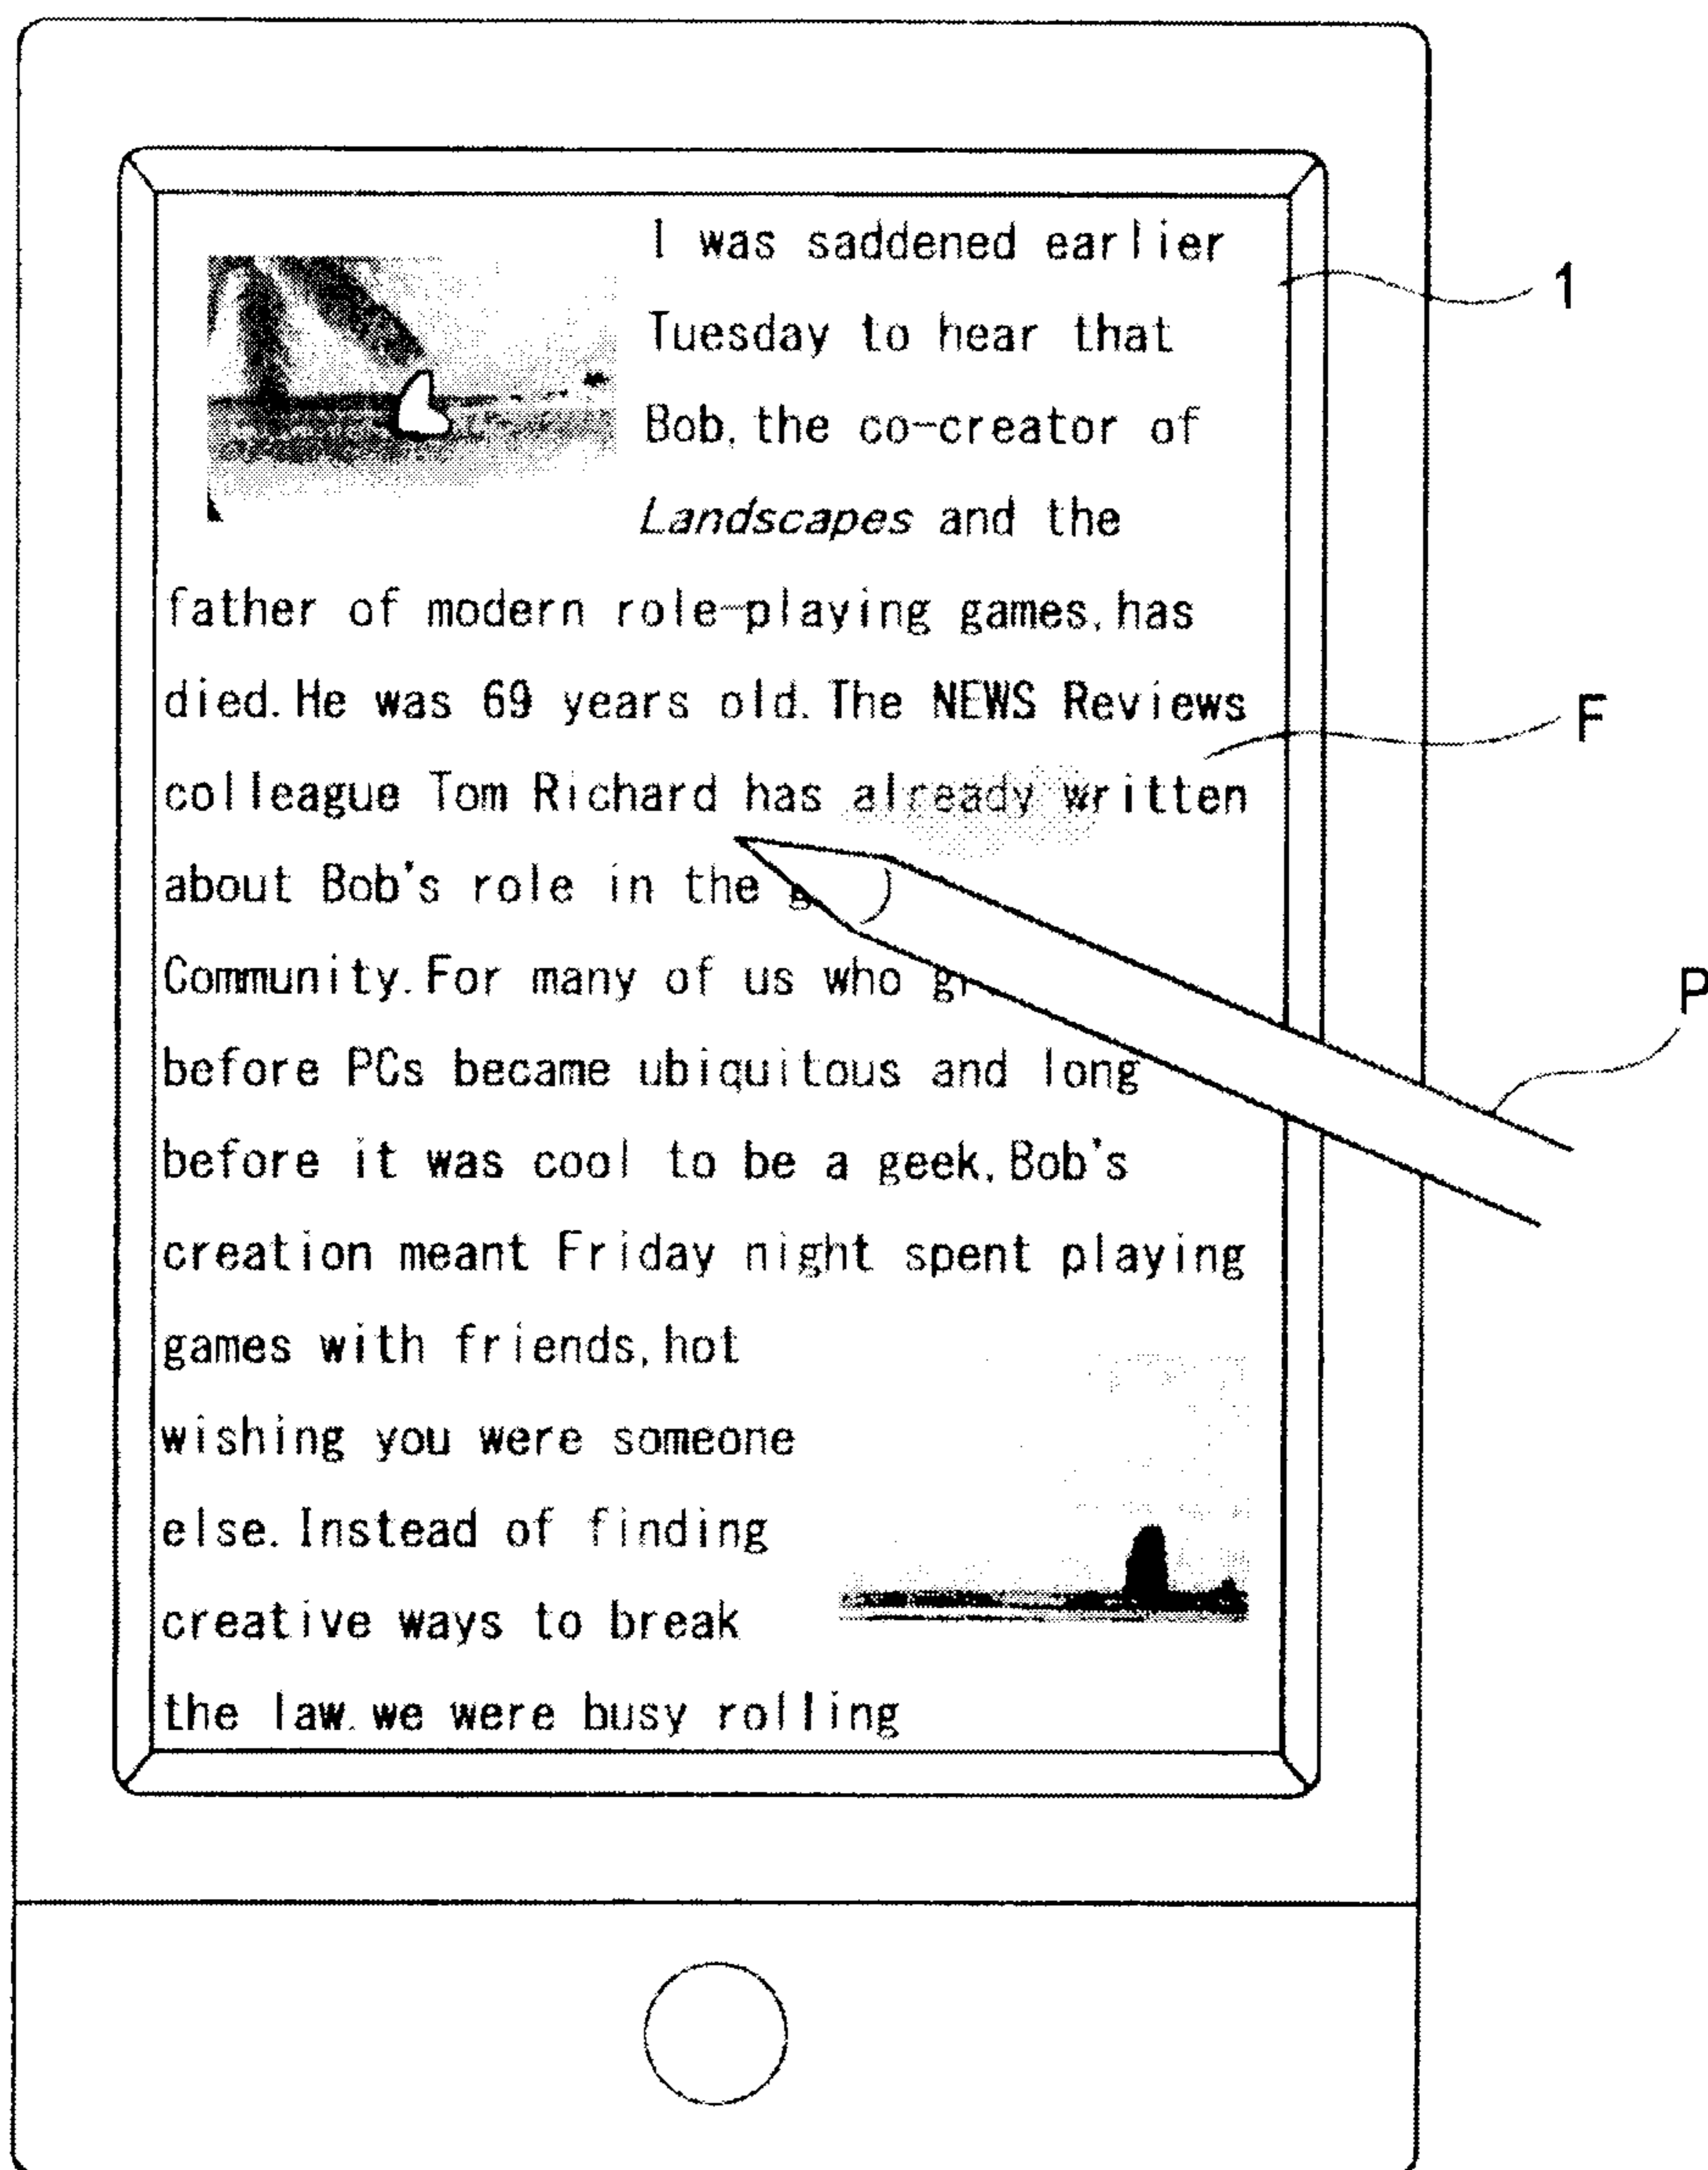 I was saddened earlier
1
Tuesday to hear that
Bob, the co-creator of
Landscapes and the
father of modern role-playing games, has
died. He was 69 years old. The NEWS Reviews
F
colleague Tom Richard has already written
about Bob's role in the
Community. For many of us who
P
before PCs became ubiquitous and long
before it was cool to be a geek, Bob's
creation meant Friday night spent playing
games with friends, hot
wishing you were someone
else. Instead of finding
creative ways to break
the law. we were busy rolling